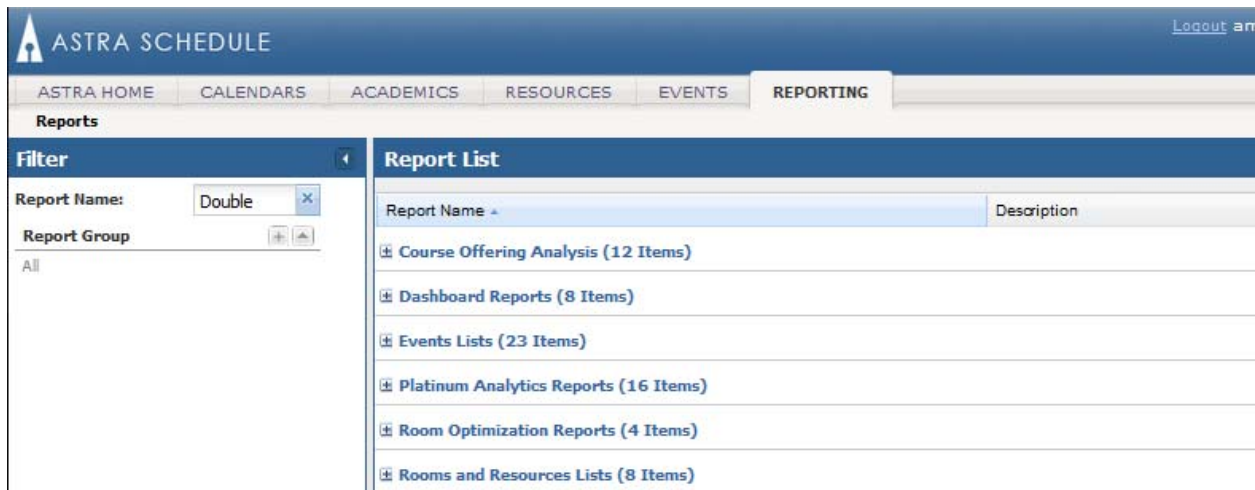 ASTRA SCHEDULE
Logout am
ASTRA HOME CALENDARS ACADEMICS RESOURCES EVENTS REPORTING
Reports
Filter
Report List
Report Name: Double
Report Name Description
Report Group
All
Course Offering Analysis (12 Items)
Dashboard Reports (8 Items)
Events Lists (23 Items)
Platinum Analytics Reports (16 Items)
Room Optimization Reports (4 Items)
Rooms and Resources Lists (8 Items)